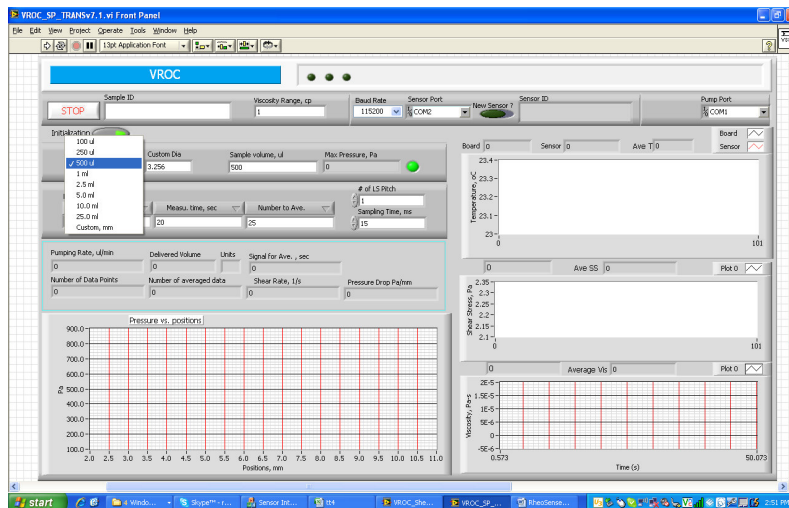 VROC_SP_TRANSv7.1.vi Front Panel
File Edit View Project Operate Tools Window Help
13pt Application Font
VROC
STOP
Sample ID
Viscosity Range, cp
1
Baud Rate
115200
Sensor Port
COM2
New Sensor ?
Sensor ID
Pump Port
COM1
Initialization
100 ul
250 ul
500 ul
1 ml
2.5 ml
5.0 ml
10.0 ml
25.0 ml
Custom, mm
Custom Dia
3.256
Sample volume, ul
500
Max Pressure, Pa
0
Measu. time, sec
20
Number to Ave.
25
# of LS Pitch
1
Sampling Time, ms
15
Pumping Rate, ul/min
0
Delivered Volume
0
Units
Signal for Ave. , sec
0
Number of Data Points
0
Number of averaged data
0
Shear Rate, 1/s
0
Pressure Drop Pa/mm
0
Pressure vs. positions
Pa
900.0
800.0
700.0
600.0
500.0
400.0
300.0
200.0
100.0
2.0 2.5 3.0 3.5 4.0 4.5 5.0 5.5 6.0 6.5 7.0 7.5 8.0 8.5 9.0 9.5 10.0 10.5 11.0
Positions, mm
Board 0
Sensor 0
Ave T 0
Board
Sensor
Temperature, oC
23.4
23.3
23.2
23.1
23
0 101
0
Ave SS 0
Plot 0
Shear Stress, Pa
2.35
2.3
2.25
2.2
2.15
2.1
0 101
0
Average Vis 0
Plot 0
Viscosity, Pa-s
2E-5
1.5E-5
1E-5
5E-6
0
-5E-6
0.573 50.073
Time (s)
start
4 Windo...
Skype™ - r...
Sensor Int...
tt4
VROC_She...
VROC_SP_...
RheoSense...
2:51 PM